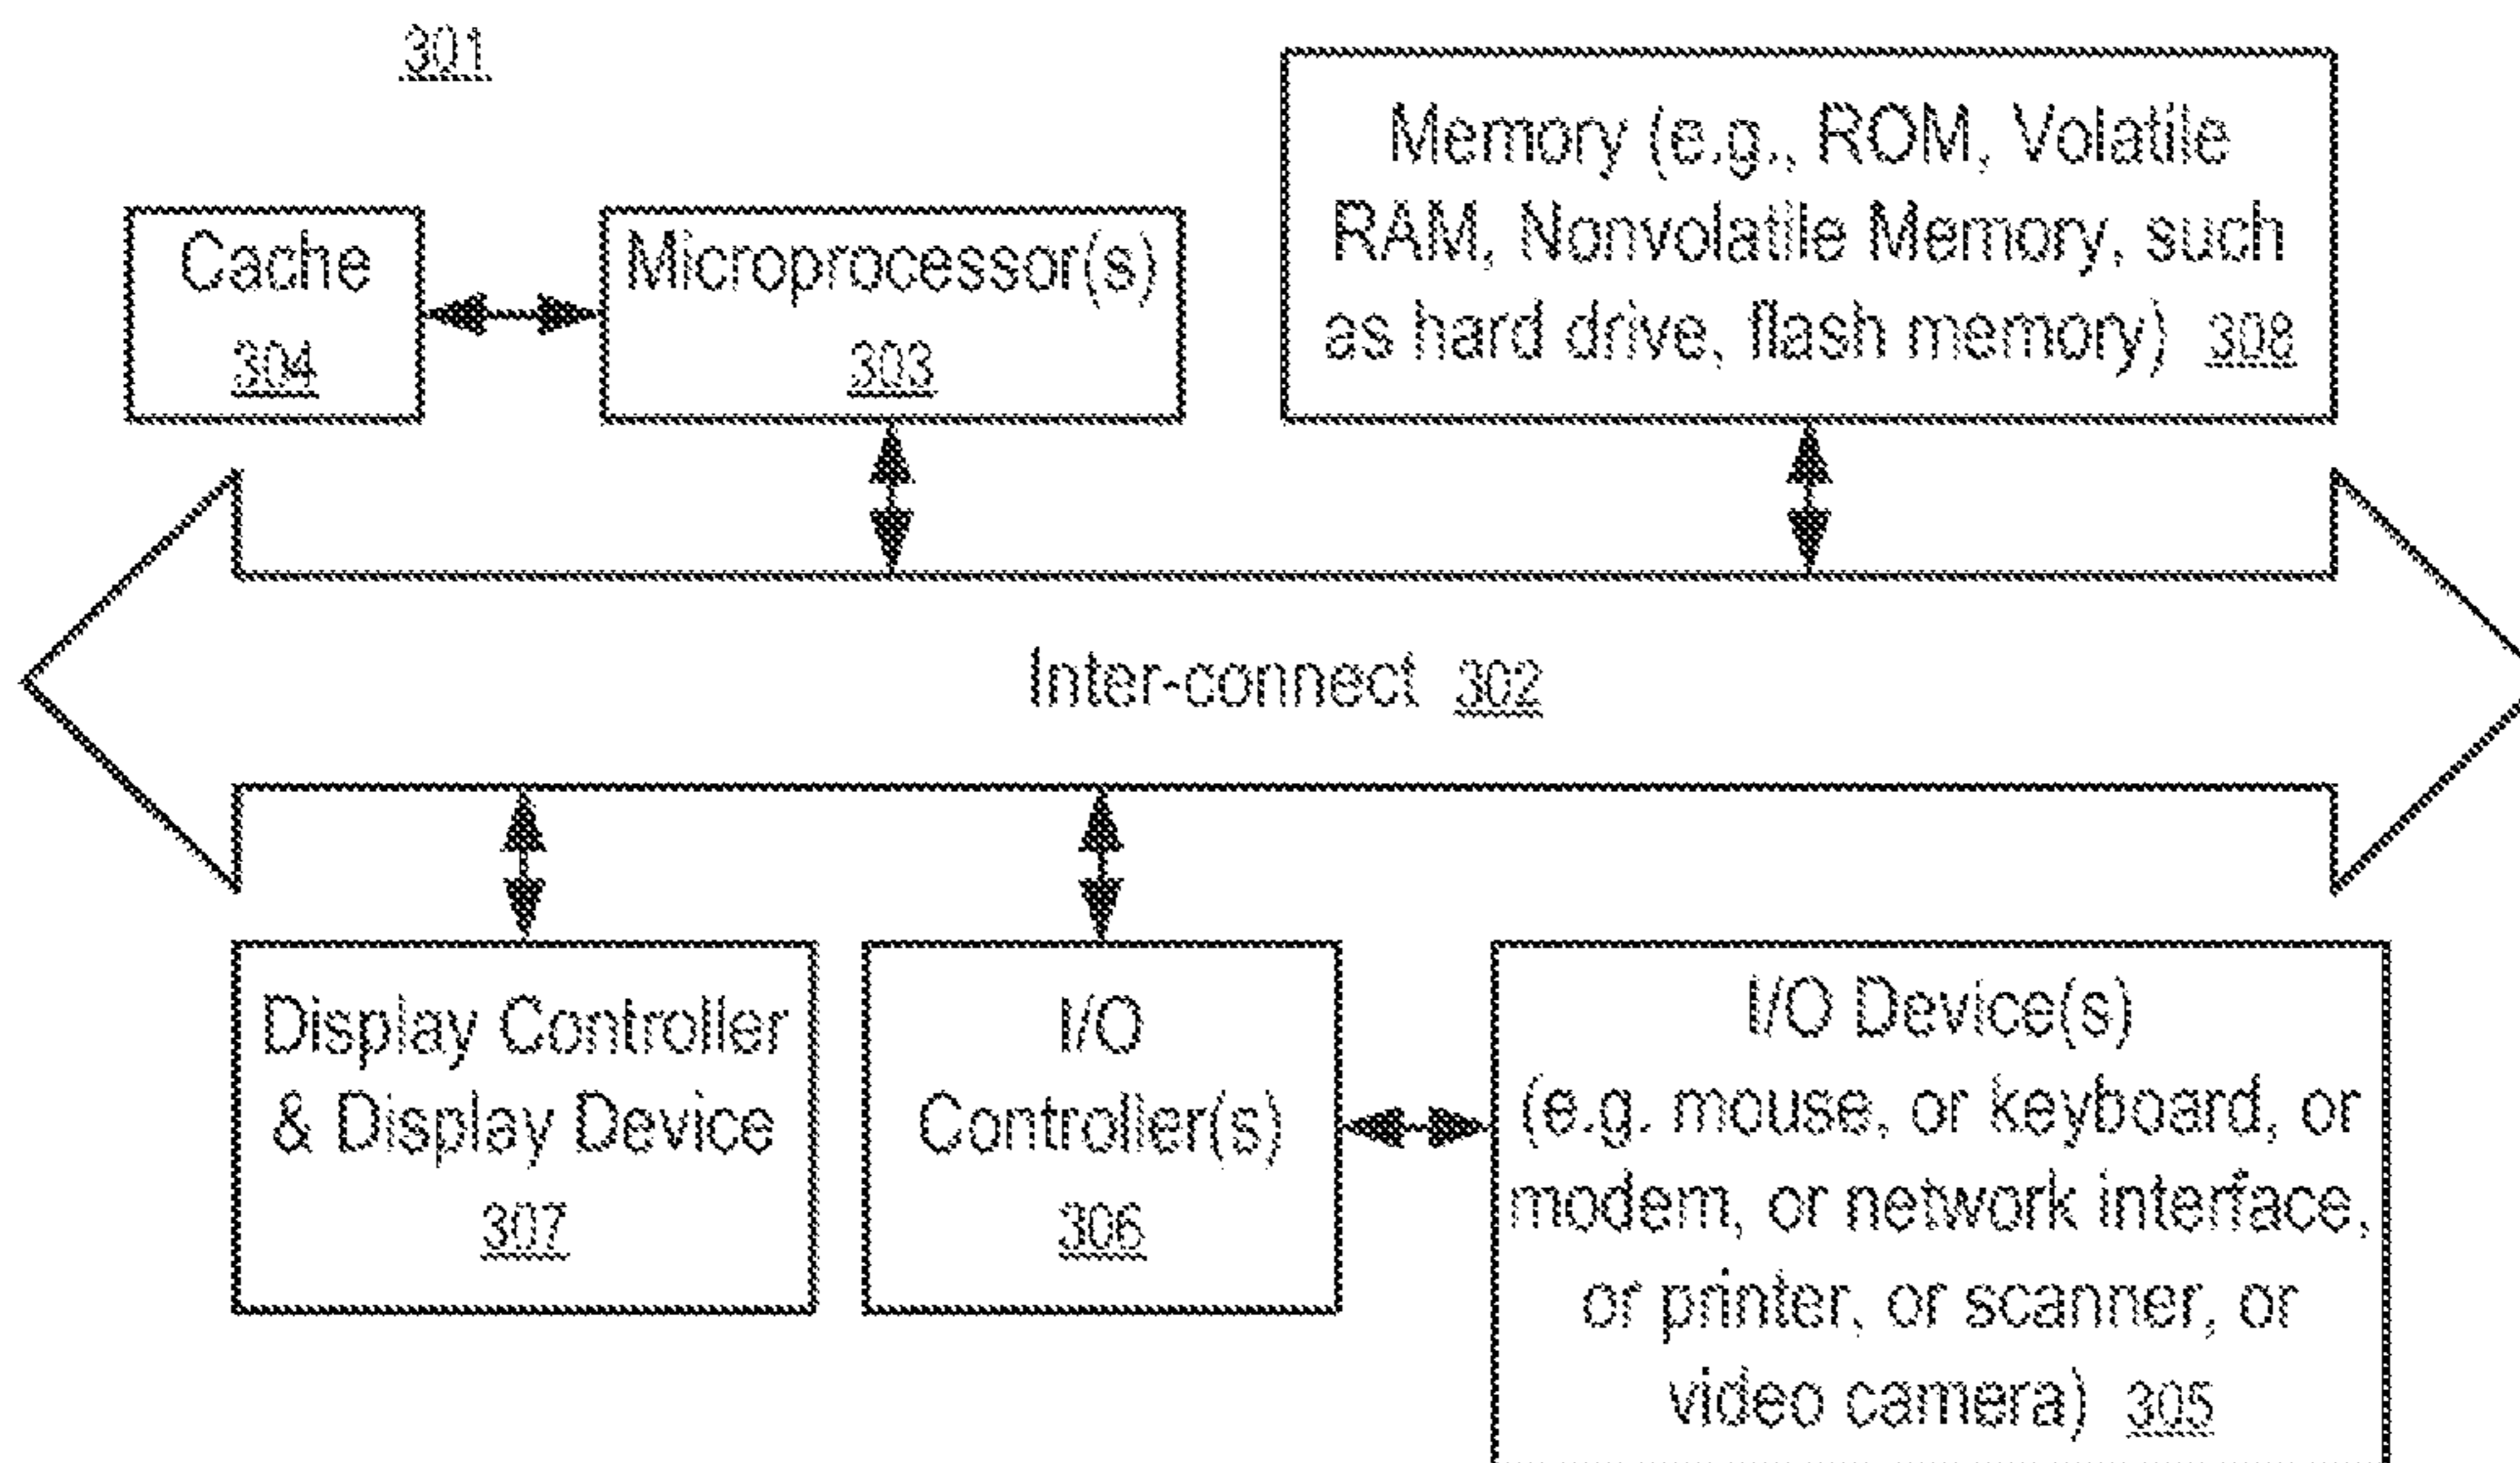 301
Cache
304
Microprocessor(s)
303
Memory (e.g., ROM, Volatile
RAM, Nonvolatile Memory, such
as hard drive, flash memory) 308
Inter-connect 302
Display Controller
& Display Device
307
I/O
Controller(s)
306
I/O Device(s)
(e.g. mouse, or keyboard, or
modem, or network interface,
or printer, or scanner, or
video camera) 305